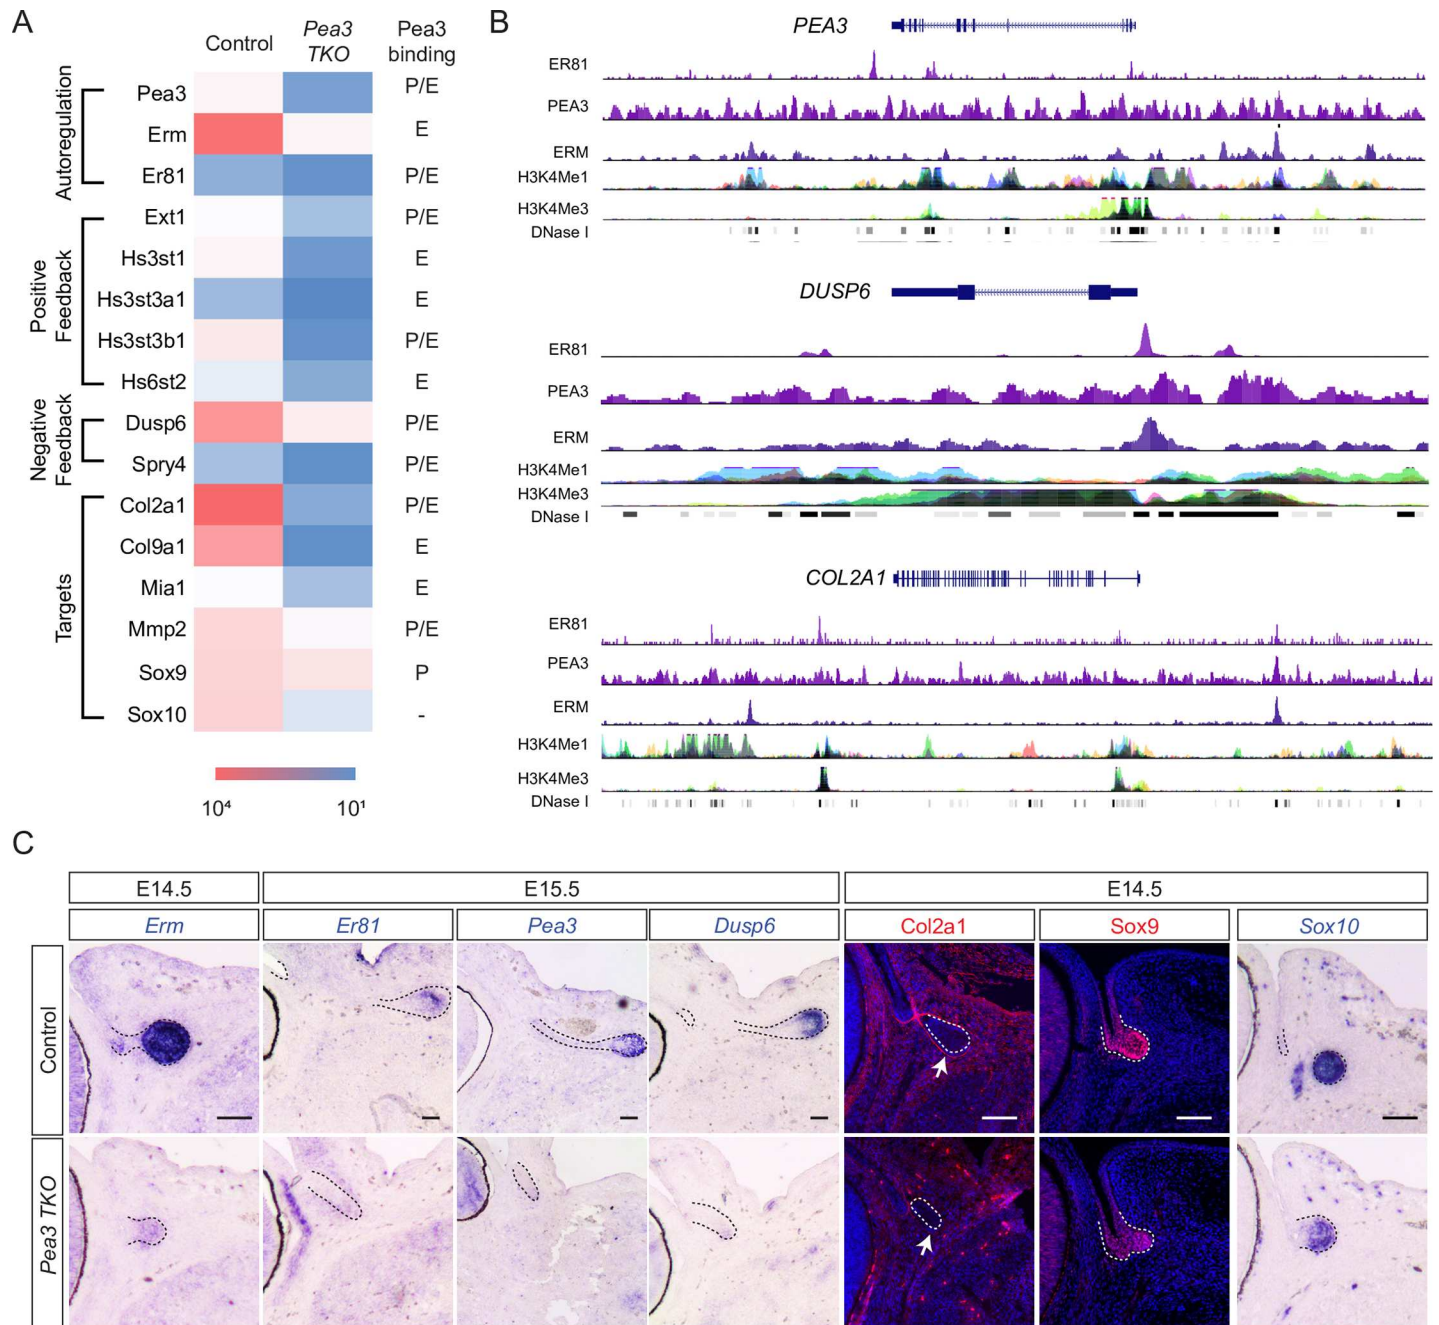 A
Control
Pea3
TKO
Pea3
binding
Autoregulation
Pea3
P/E
Erm
E
Er81
P/E
Positive
Feedback
Ext1
P/E
Hs3st1
E
Hs3st3a1
E
Hs3st3b1
P/E
Hs6st2
E
Negative
Feedback
Dusp6
P/E
Spry4
P/E
Targets
Col2a1
P/E
Col9a1
E
Mia1
E
Mmp2
P/E
Sox9
P
Sox10
-
10⁴
10¹
B
PEA3
ER81
PEA3
ERM
H3K4Me1
H3K4Me3
DNase I
DUSP6
ER81
PEA3
ERM
H3K4Me1
H3K4Me3
DNase I
COL2A1
ER81
PEA3
ERM
H3K4Me1
H3K4Me3
DNase I
C
E14.5
E15.5
E14.5
Erm
Er81
Pea3
Dusp6
Col2a1
Sox9
Sox10
Control
Pea3 TKO